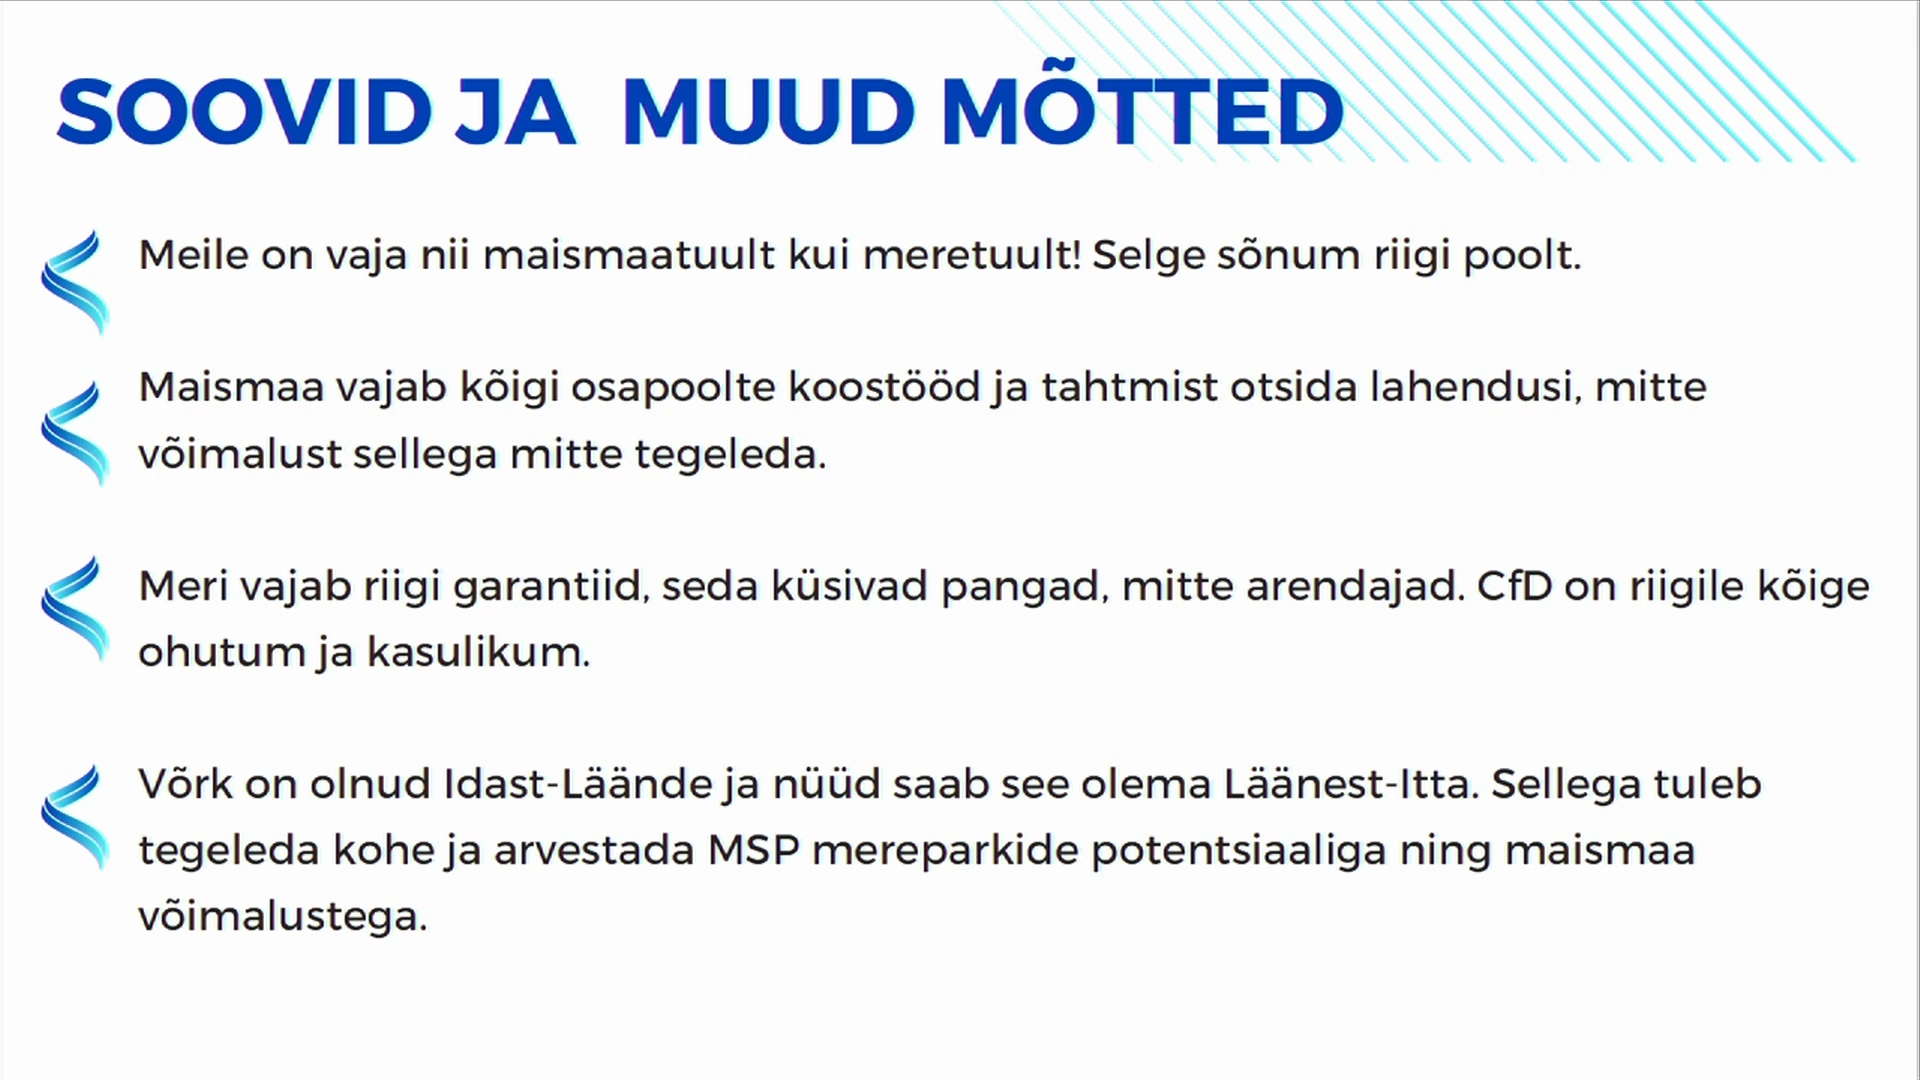 SOOVID JA MUUD MÕTTED
Meile on vaja nii maismaatuult kui meretuult! Selge sõnum riigi poolt.
Maismaa vajab kõigi osapoolte koostööd ja tahtmist otsida lahendusi, mitte
võimalust sellega mitte tegeleda.
Meri vajab riigi garantiid, seda küsivad pangad, mitte arendajad. CfD on riigile kõige
ohutum ja kasulikum.
Võrk on olnud Idast-Läände ja nüüd saab see olema Läänest-Itta. Sellega tuleb
tegeleda kohe ja arvestada MSP mereparkide potentsiaaliga ning maismaa
võimalustega.